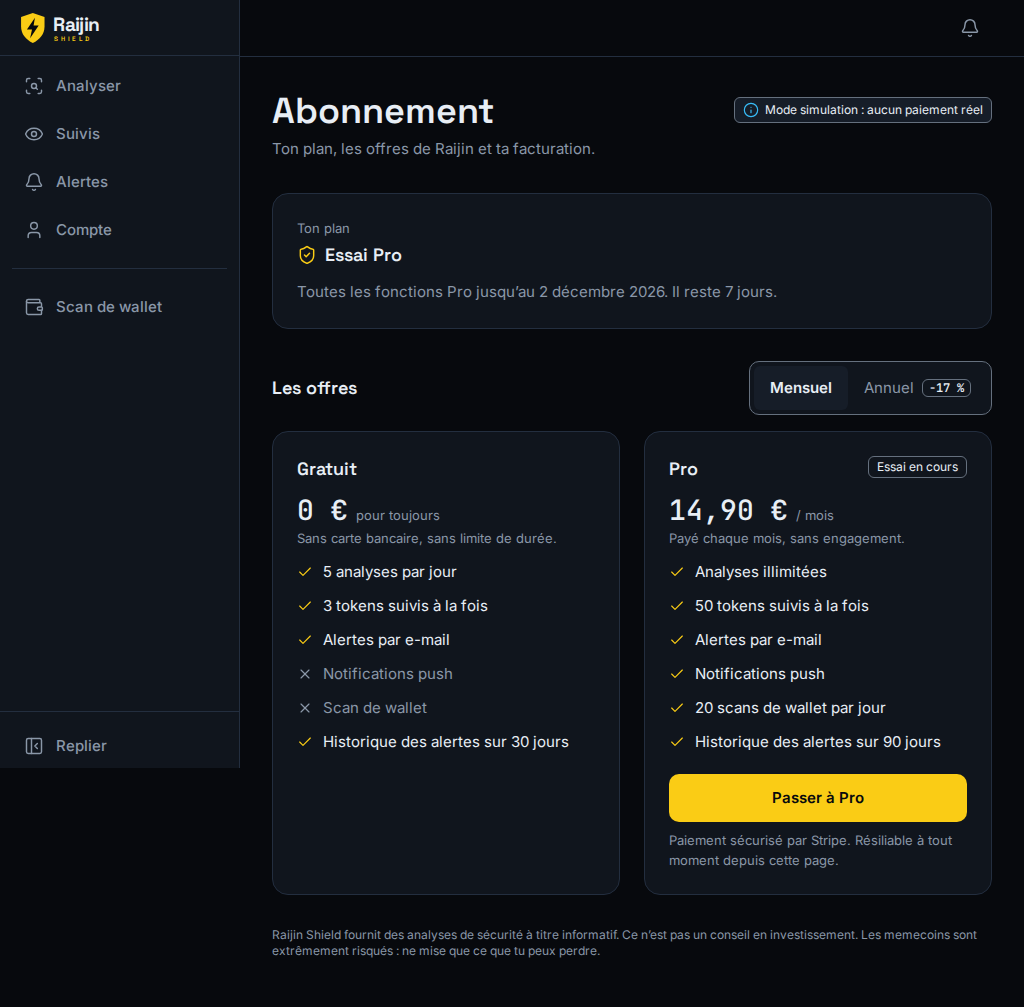 Raijin
SHIELD
Analyser
Suivis
Alertes
Compte
Scan de wallet
Replier
Abonnement
Mode simulation : aucun paiement réel
Ton plan, les offres de Raijin et ta facturation.
Ton plan
Essai Pro
Toutes les fonctions Pro jusqu’au 2 décembre 2026. Il reste 7 jours.
Les offres
Mensuel
Annuel
-17 %
Gratuit
0 € pour toujours
Sans carte bancaire, sans limite de durée.
5 analyses par jour
3 tokens suivis à la fois
Alertes par e-mail
Notifications push
Scan de wallet
Historique des alertes sur 30 jours
Pro
Essai en cours
14,90 € / mois
Payé chaque mois, sans engagement.
Analyses illimitées
50 tokens suivis à la fois
Alertes par e-mail
Notifications push
20 scans de wallet par jour
Historique des alertes sur 90 jours
Passer à Pro
Paiement sécurisé par Stripe. Résiliable à tout
moment depuis cette page.
Raijin Shield fournit des analyses de sécurité à titre informatif. Ce n’est pas un conseil en investissement. Les memecoins sont
extrêmement risqués : ne mise que ce que tu peux perdre.